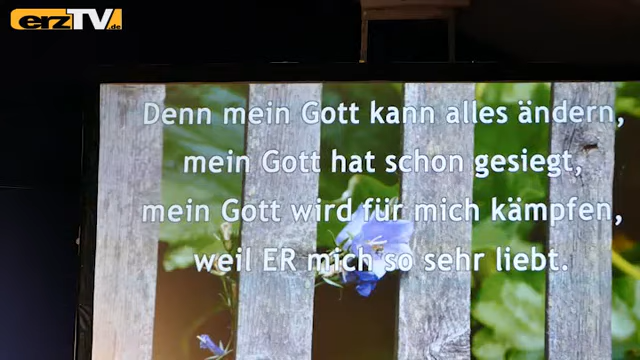 erzTV.de
Denn mein Gott kann alles ändern,
mein Gott hat schon gesiegt,
mein Gott wird für mich kämpfen,
weil ER mich so sehr liebt.